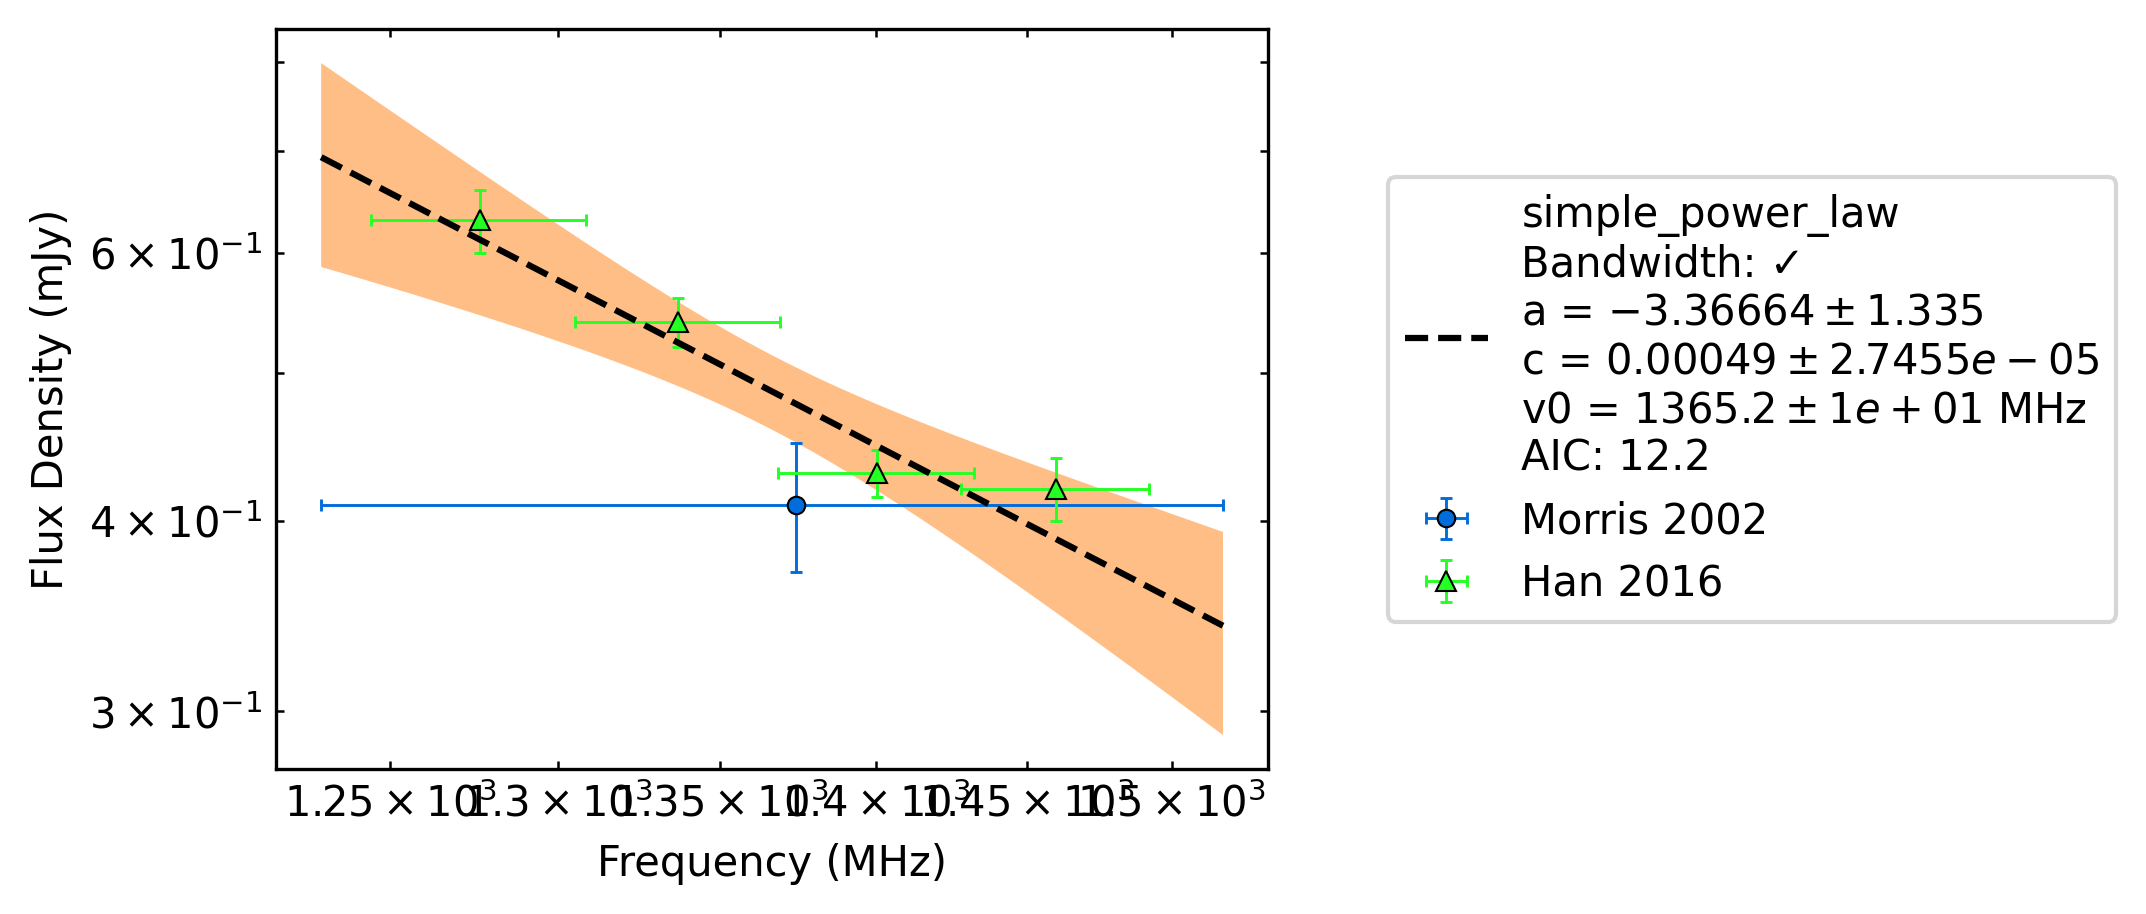 Flux Density (mJy)
6 × 10⁻¹
4 × 10⁻¹
3 × 10⁻¹
1.25 × 10³ 1.3 × 10³ 1.35 × 10³ 1.4 × 10³ 1.45 × 10³ 1.5 × 10³
Frequency (MHz)
simple_power_law
Bandwidth: ✓
a = −3.36664 ± 1.335
c = 0.00049 ± 2.7455e − 05
v0 = 1365.2 ± 1e + 01 MHz
AIC: 12.2
Morris 2002
Han 2016